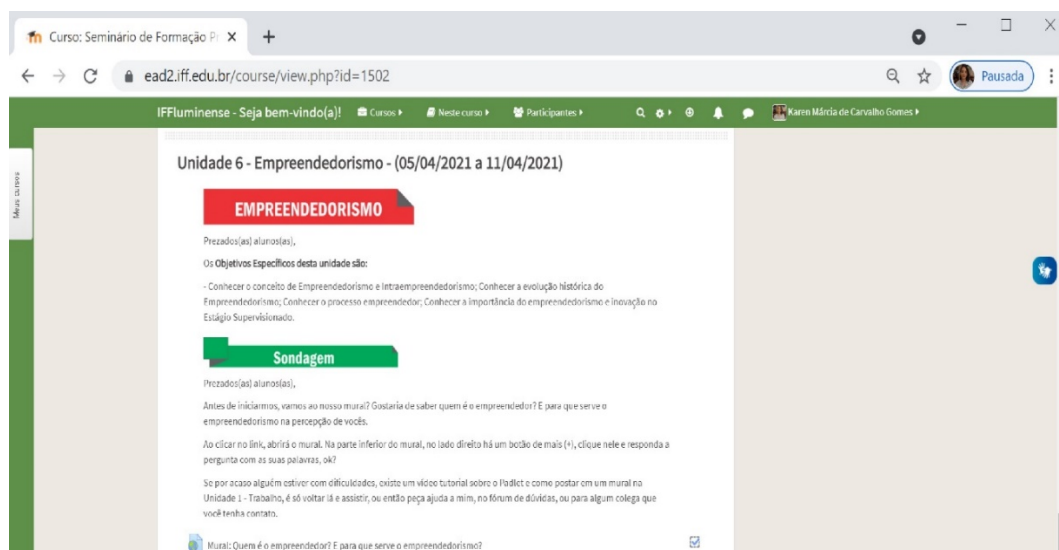 Curso: Seminário de Formação Pr
ead2.iff.edu.br/course/view.php?id=1502
Pausada
IFFluminense - Seja bem-vindo(a)!
Cursos
Neste curso
Participantes
Karen Márcia de Carvalho Gomes
Meus cursos
Unidade 6 - Empreendedorismo - (05/04/2021 a 11/04/2021)
EMPREENDEDORISMO
Prezados(as) alunos(as),
Os Objetivos Específicos desta unidade são:
- Conhecer o conceito de Empreendedorismo e Intraempreendedorismo; Conhecer a evolução histórica do
Empreendedorismo; Conhecer o processo empreendedor; Conhecer a importância do empreendedorismo e inovação no
Estágio Supervisionado.
Sondagem
Prezados(as) alunos(as),
Antes de iniciarmos, vamos ao nosso mural? Gostaria de saber quem é o empreendedor? E para que serve o
empreendedorismo na percepção de vocês.
Ao clicar no link, abrirá o mural. Na parte inferior do mural, no lado direito há um botão de mais (+), clique nele e responda a
pergunta com as suas palavras, ok?
Se por acaso alguém estiver com dificuldades, existe um vídeo tutorial sobre o Padlet e como postar em um mural na
Unidade 1 - Trabalho, é só voltar lá e assistir, ou então peça ajuda a mim, no fórum de dúvidas, ou para algum colega que
você tenha contato.
Mural: Quem é o empreendedor? E para que serve o empreendedorismo?